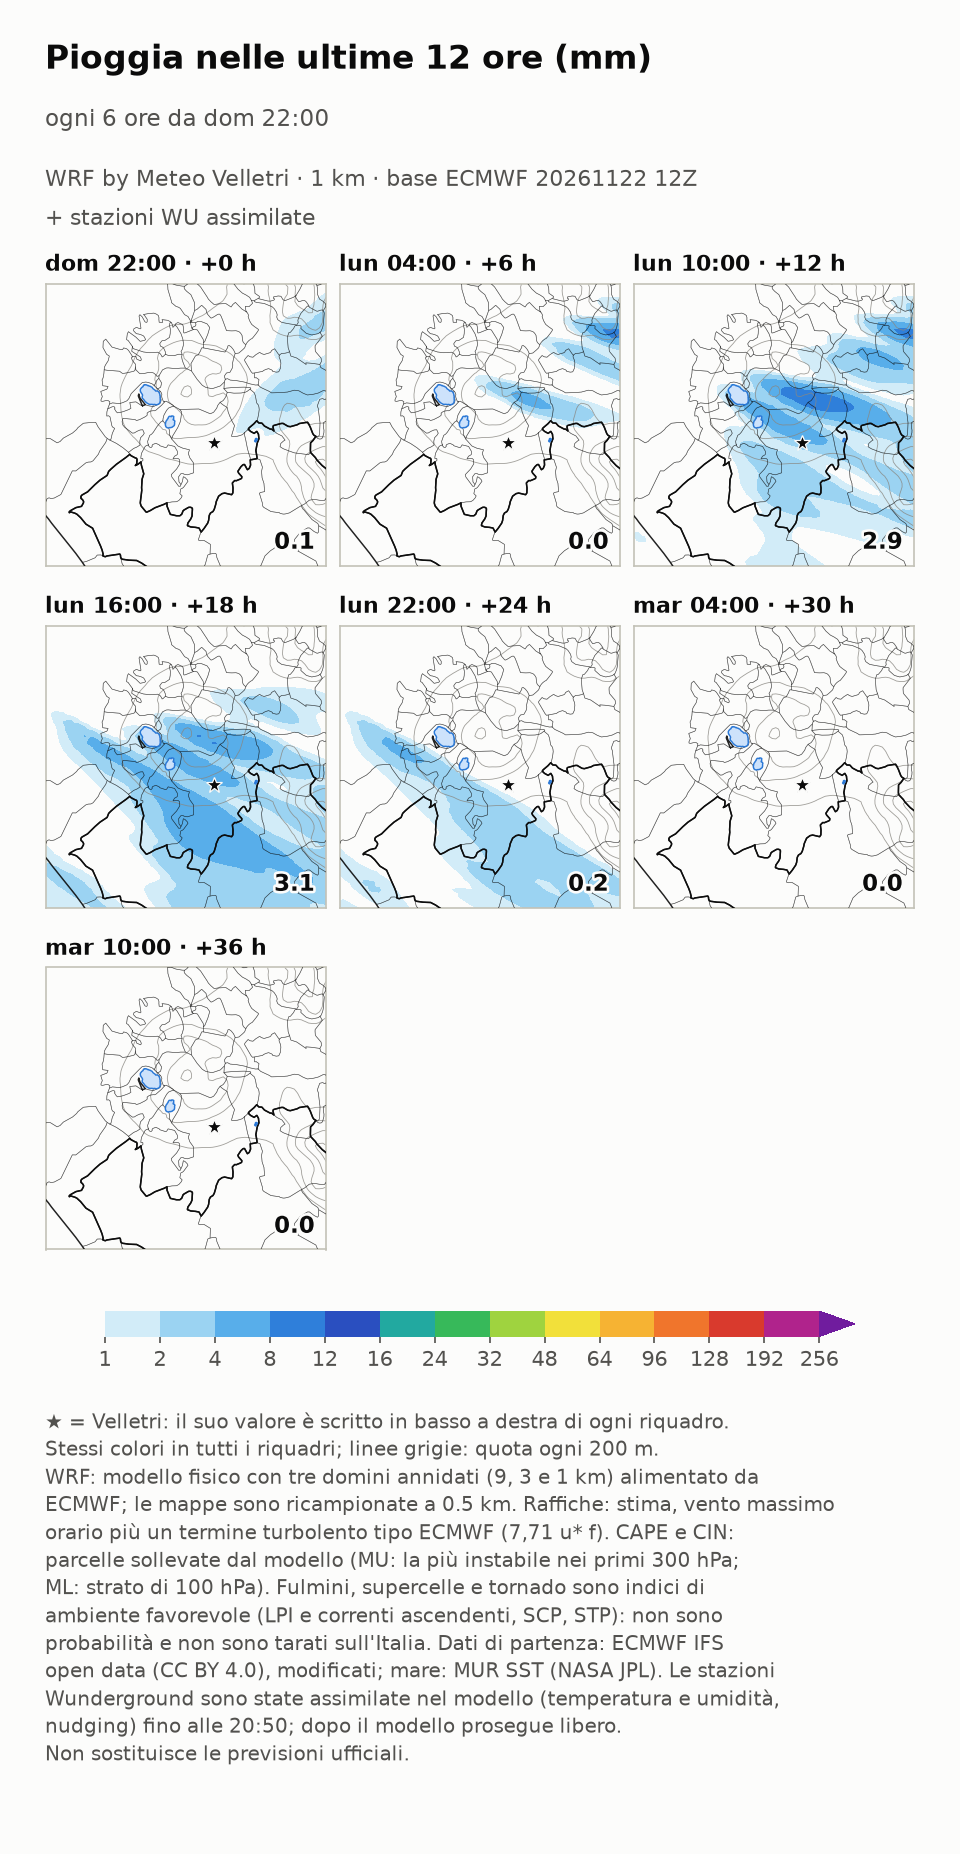 Pioggia nelle ultime 12 ore (mm)
ogni 6 ore da dom 22:00
WRF by Meteo Velletri · 1 km · base ECMWF 20261122 12Z
+ stazioni WU assimilate
dom 22:00 · +0 h
lun 04:00 · +6 h
lun 10:00 · +12 h
0.1
0.0
2.9
lun 16:00 · +18 h
lun 22:00 · +24 h
mar 04:00 · +30 h
3.1
0.2
0.0
mar 10:00 · +36 h
0.0
1 2 4 8 12 16 24 32 48 64 96 128 192 256
★ = Velletri: il suo valore è scritto in basso a destra di ogni riquadro.
Stessi colori in tutti i riquadri; linee grigie: quota ogni 200 m.
WRF: modello fisico con tre domini annidati (9, 3 e 1 km) alimentato da
ECMWF; le mappe sono ricampionate a 0.5 km. Raffiche: stima, vento massimo
orario più un termine turbolento tipo ECMWF (7,71 u* f). CAPE e CIN:
parcelle sollevate dal modello (MU: la più instabile nei primi 300 hPa;
ML: strato di 100 hPa). Fulmini, supercelle e tornado sono indici di
ambiente favorevole (LPI e correnti ascendenti, SCP, STP): non sono
probabilità e non sono tarati sull'Italia. Dati di partenza: ECMWF IFS
open data (CC BY 4.0), modificati; mare: MUR SST (NASA JPL). Le stazioni
Wunderground sono state assimilate nel modello (temperatura e umidità,
nudging) fino alle 20:50; dopo il modello prosegue libero.
Non sostituisce le previsioni ufficiali.